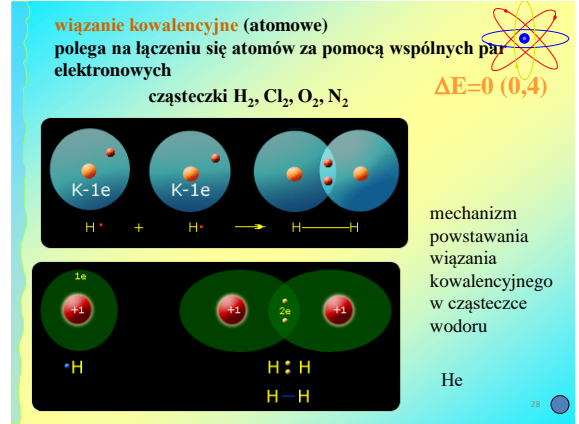 wiązanie kowalencyjne (atomowe)
polega na łączeniu się atomów za pomocą wspólnych par
elektronowych
ΔE=0 (0,4)
cząsteczki H₂, Cl₂, O₂, N₂
K-1e K-1e
H• + H• → H—H
mechanizm
powstawania
wiązania
kowalencyjnego
w cząsteczce
wodoru
1e
+1 +1 2e +1
•H H : H
H—H
He
28